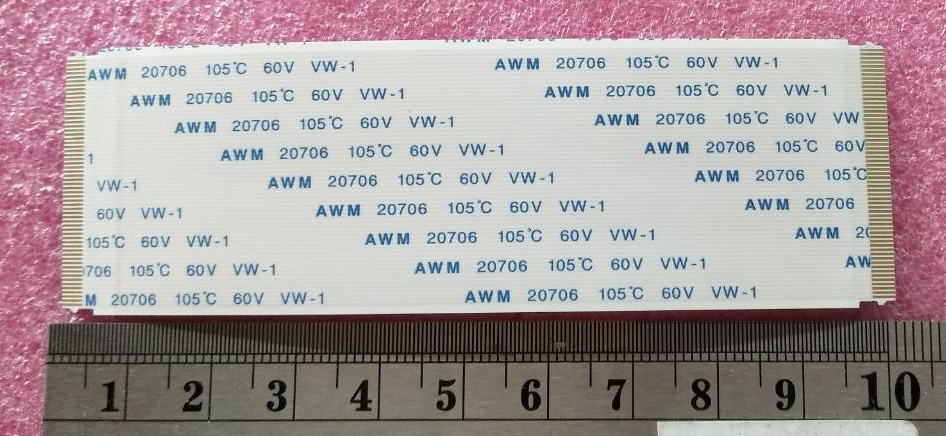 AWM 20706 105℃ 60V VW-1 AWM 20706 105℃ 60V VW-1
AWM 20706 105℃ 60V VW-1 AWM 20706 105℃ 60V VW-1
AWM 20706 105℃ 60V VW-1 AWM 20706 105℃ 60V VW
1 AWM 20706 105℃ 60V VW-1 AWM 20706 105℃ 60V
VW-1 AWM 20706 105℃ 60V VW-1 AWM 20706 105℃
60V VW-1 AWM 20706 105℃ 60V VW-1 AWM 20706
105℃ 60V VW-1 AWM 20706 105℃ 60V VW-1 AWM 20
706 105℃ 60V VW-1 AWM 20706 105℃ 60V VW-1 AW
M 20706 105℃ 60V VW-1 AWM 20706 105℃ 60V VW-1
1 2 3 4 5 6 7 8 9 10